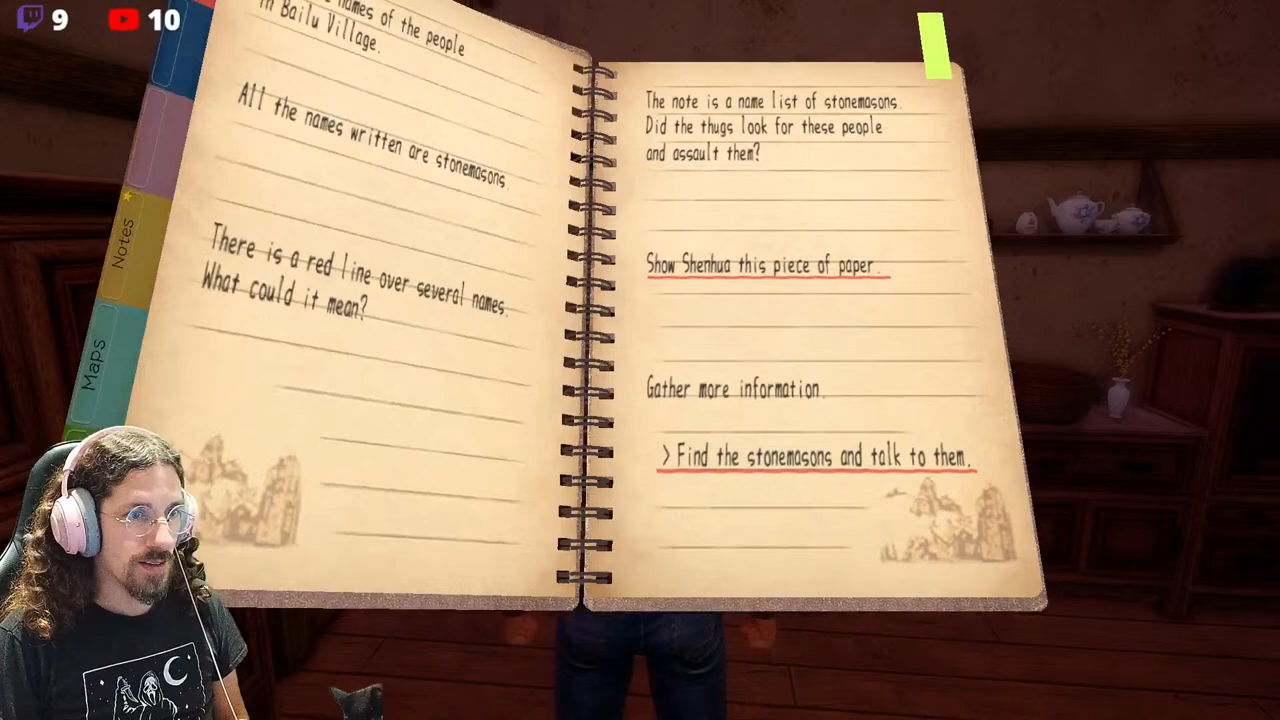 9
10
names of the people
in Bailu Village.
All the names written are stonemasons.
There is a red line over several names.
What could it mean?
Notes
Maps
The note is a name list of stonemasons.
Did the thugs look for these people
and assault them?
Show Shenhua this piece of paper.
Gather more information.
> Find the stonemasons and talk to them.